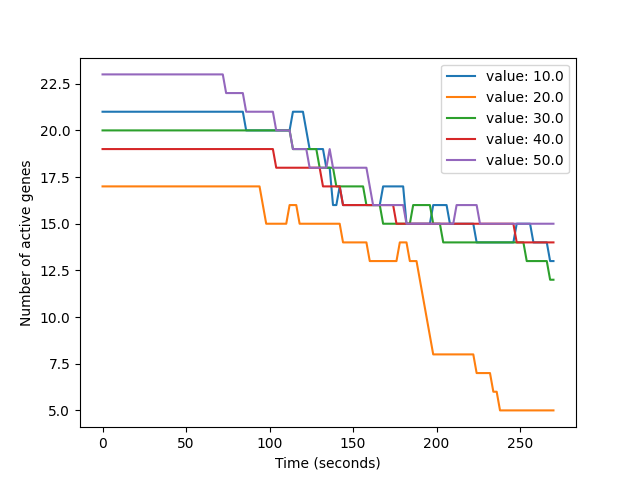 value: 10.0
value: 20.0
value: 30.0
value: 40.0
value: 50.0
Number of active genes
22.5
20.0
17.5
15.0
12.5
10.0
7.5
5.0
0 50 100 150 200 250
Time (seconds)